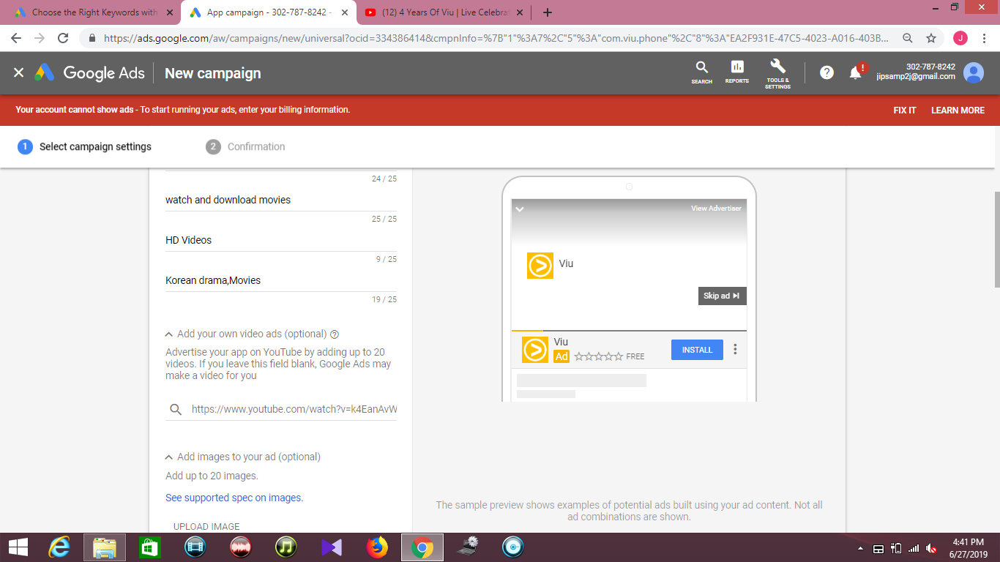 Choose the Right Keywords with
App campaign - 302-787-8242 -
(12) 4 Years Of Viu | Live Celebra
https://ads.google.com/aw/campaigns/new/universal?ocid=334386414&cmpnInfo=%7B"1"%3A7%2C"5"%3A"com.viu.phone"%2C"8"%3A"EA2F931E-47C5-4023-A016-403B...
J
Google Ads
New campaign
SEARCH
REPORTS
TOOLS &
SETTINGS
!
302-787-8242
jipsamp2j@gmail.com
Your account cannot show ads - To start running your ads, enter your billing information.
FIX IT
LEARN MORE
1 Select campaign settings
2 Confirmation
24 / 25
watch and download movies
25 / 25
HD Videos
9 / 25
Korean drama,Movies
19 / 25
Add your own video ads (optional)
Advertise your app on YouTube by adding up to 20
videos. If you leave this field blank, Google Ads may
make a video for you
https://www.youtube.com/watch?v=k4EanAvW
Add images to your ad (optional)
Add up to 20 images.
See supported spec on images.
UPLOAD IMAGE
View Advertiser
Viu
Skip ad
Viu
Ad
FREE
INSTALL
The sample preview shows examples of potential ads built using your ad content. Not all
ad combinations are shown.
4:41 PM
6/27/2019